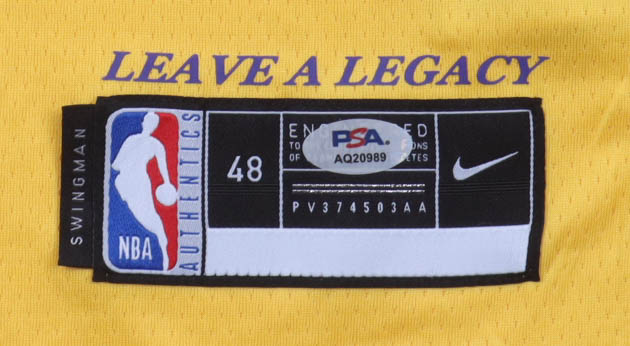 LEAVE A LEGACY
SWINGMAN
NBA
AUTHENTICS
48
PSA
AQ20989
PV374503AA